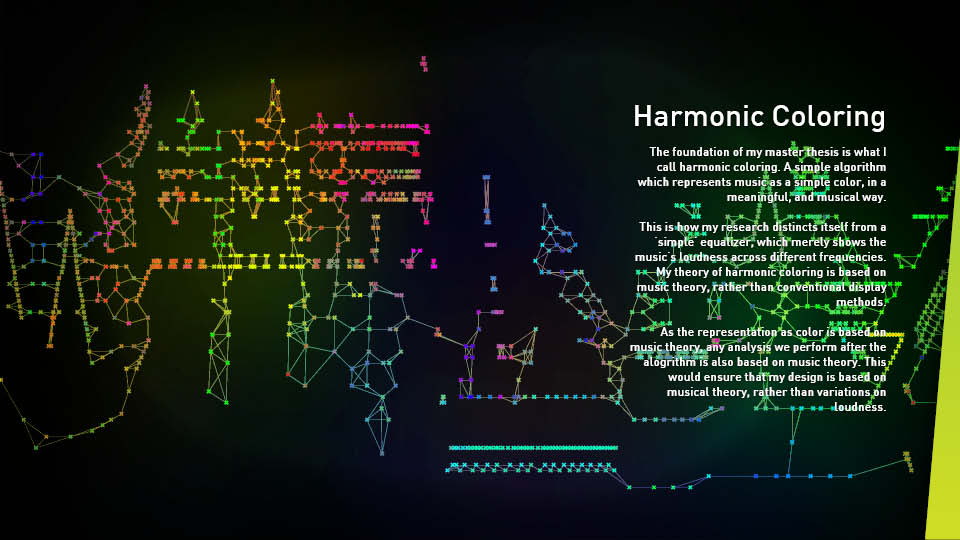 Harmonic Coloring
The foundation of my master thesis is what I
call harmonic coloring. A simple algorithm
which represents music as a simple color, in a
meaningful, and musical way.
This is how my research distincts itself from a
`simple` equalizer, which merely shows the
music`s loudness across different frequencies.
My theory of harmonic coloring is based on
music theory, rather than conventional display
methods.
As the representation as color is based on
music theory, any analysis we perform after the
alogrithm is also based on music theory. This
would ensure that my design is based on
musical theory, rather than variations on
loudness.